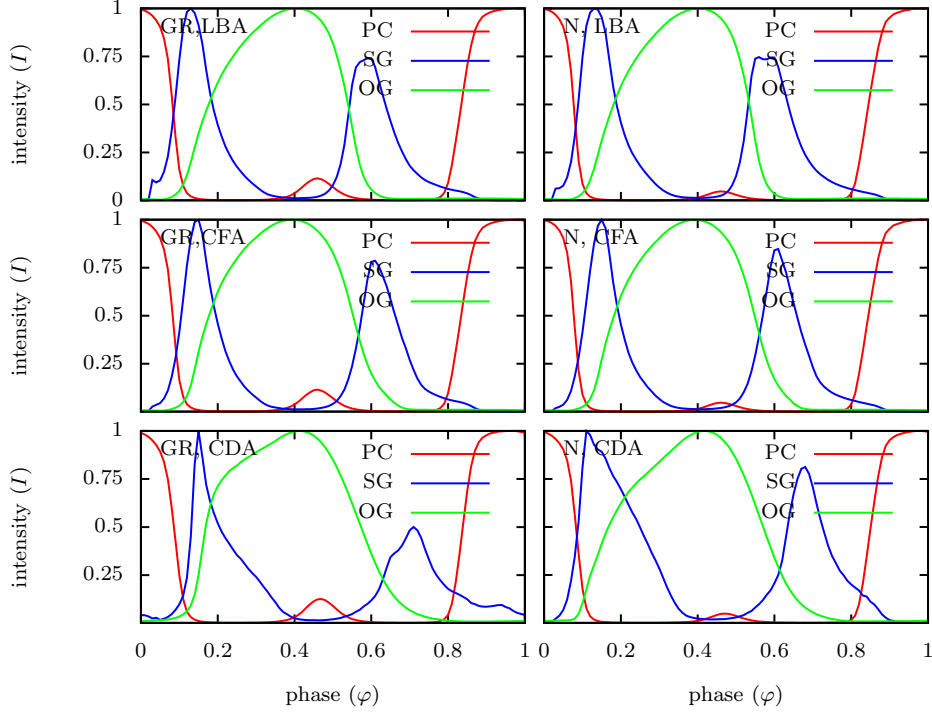 1
0.75
0.5
0.25
0
intensity (I)
GR,LBA
PC
SG
OG
N, LBA
PC
SG
OG
1
0.75
0.5
0.25
intensity (I)
GR,CFA
PC
SG
OG
N, CFA
PC
SG
OG
1
0.75
0.5
0.25
intensity (I)
GR, CDA
PC
SG
OG
N, CDA
PC
SG
OG
0 0.2 0.4 0.6 0.8 1
0 0.2 0.4 0.6 0.8 1
phase (φ)
phase (φ)